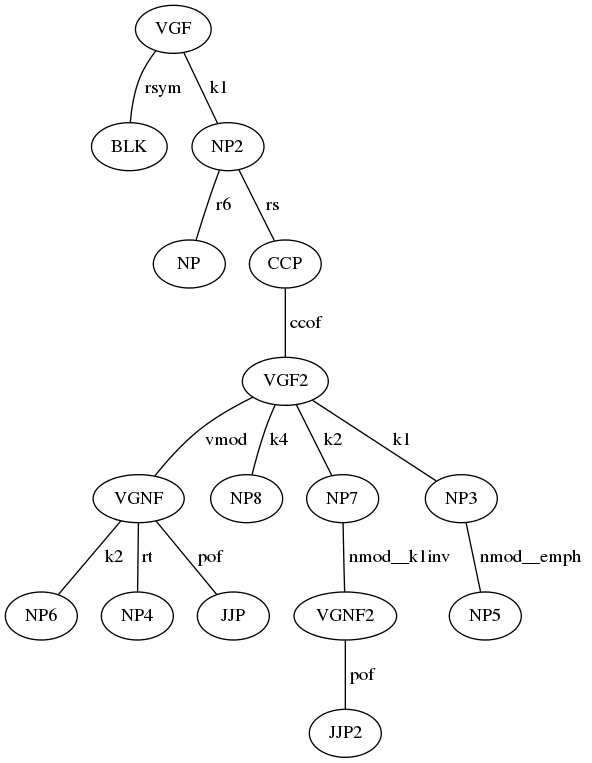 VGF
rsym k1
BLK NP2
r6 rs
NP CCP
ccof
VGF2
vmod k4 k2 k1
VGNF NP8 NP7 NP3
k2 rt pof nmod__k1inv nmod__emph
NP6 NP4 JJP VGNF2 NP5
pof
JJP2